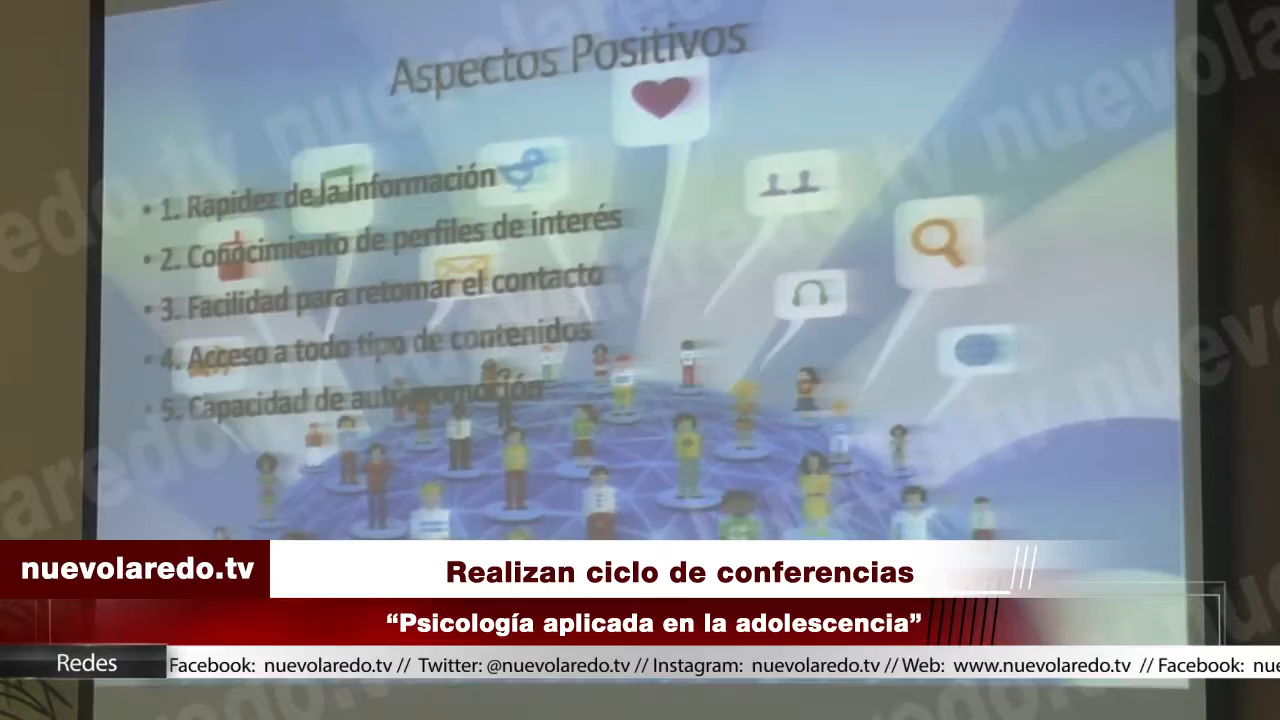 Aspectos Positivos
• 1. Rapidez de la información
• 2. Conocimiento de perfiles de interés
• 3. Facilidad para retomar el contacto
• 4. Acceso a todo tipo de contenidos
• 5. Capacidad de autopromoción
nuevolaredo.tv
Realizan ciclo de conferencias
“Psicología aplicada en la adolescencia”
Redes
Facebook: nuevolaredo.tv // Twitter: @nuevolaredo.tv // Instagram: nuevolaredo.tv // Web: www.nuevolaredo.tv // Facebook: nue